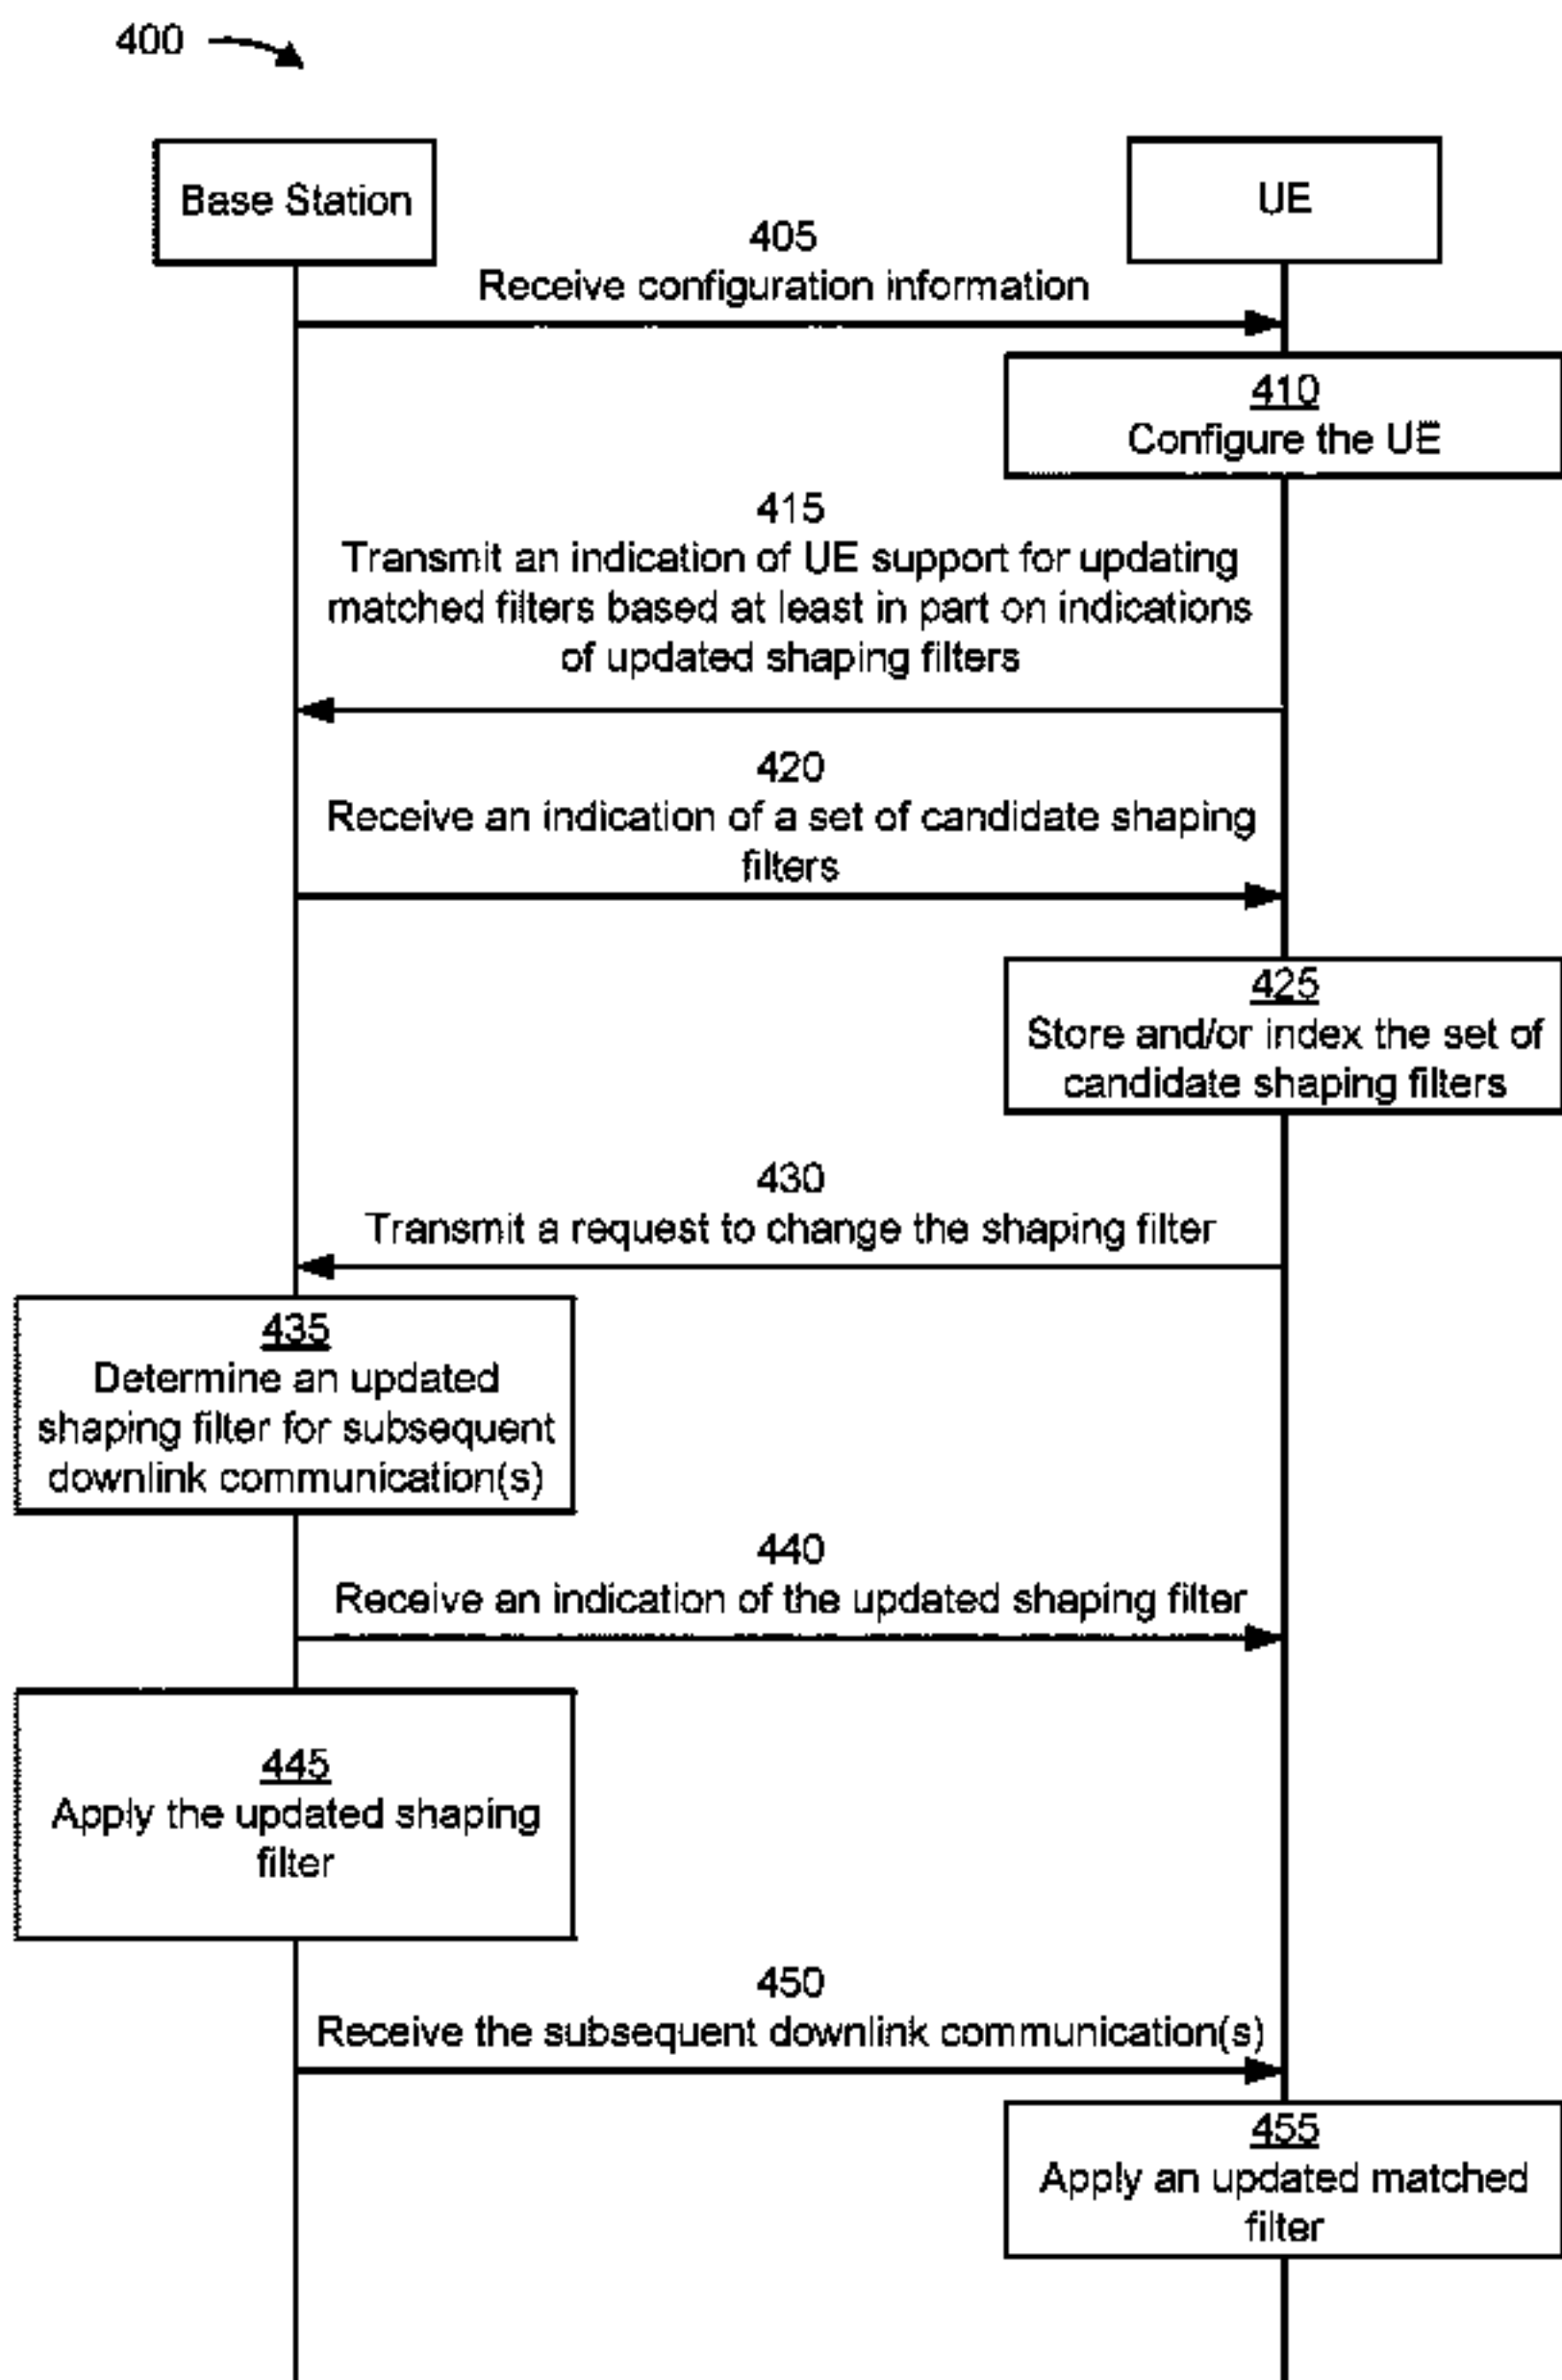 400
Base Station
UE
405
Receive configuration information
410
Configure the UE
415
Transmit an indication of UE support for updating
matched filters based at least in part on indications
of updated shaping filters
420
Receive an indication of a set of candidate shaping
filters
425
Store and/or index the set of
candidate shaping filters
430
Transmit a request to change the shaping filter
435
Determine an updated
shaping filter for subsequent
downlink communication(s)
440
Receive an indication of the updated shaping filter
445
Apply the updated shaping
filter
450
Receive the subsequent downlink communication(s)
455
Apply an updated matched
filter